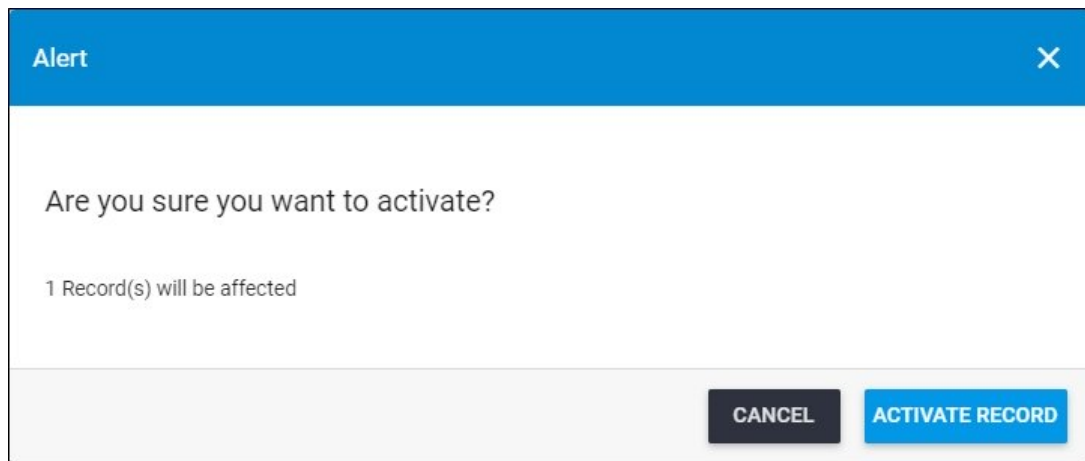 Alert
Are you sure you want to activate?
1 Record(s) will be affected
CANCEL ACTIVATE RECORD